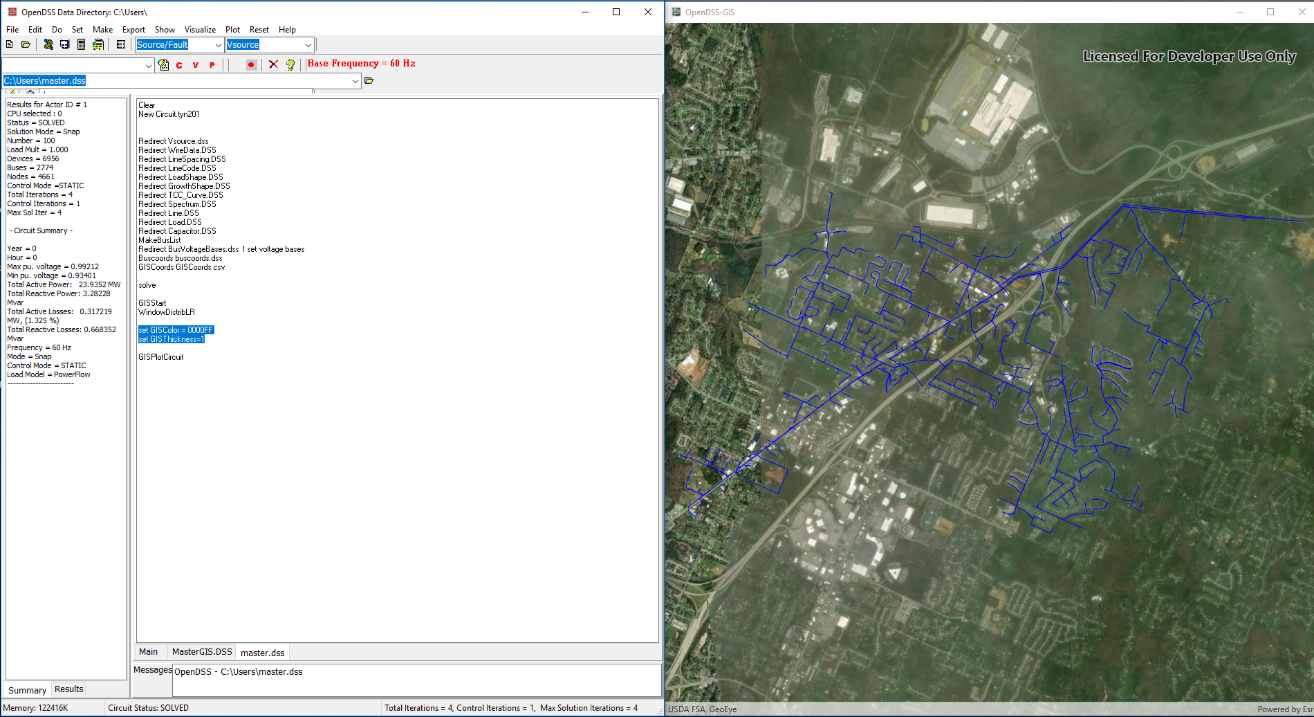 OpenDSS Data Directory: C:\Users\
File Edit Do Set Make Export Show Visualize Plot Reset Help
Source/Fault Vsource
C V P Base Frequency = 60 Hz
C:\Users\master.dss
Results for Actor ID # 1
CPU selected : 0
Status = SOLVED
Solution Mode = Snap
Number = 100
Load Mult = 1.000
Devices = 6956
Buses = 2774
Nodes = 4661
Control Mode =STATIC
Total Iterations = 4
Control Iterations = 1
Max Sol Iter = 4
- Circuit Summary -
Year = 0
Hour = 0
Max pu. voltage = 0.99212
Min pu. voltage = 0.93401
Total Active Power: 23.9352 MW
Total Reactive Power: 3.28228
Mvar
Total Active Losses: 0.317219
MW, (1.325 %)
Total Reactive Losses: 0.668352
Mvar
Frequency = 60 Hz
Mode = Snap
Control Mode = STATIC
Load Model = PowerFlow
------------------------
Summary Results
Clear
New Circuit.tyn201
Redirect Vsource.dss
Redirect WireData.DSS
Redirect LineSpacing.DSS
Redirect LineCode.DSS
Redirect LoadShape.DSS
Redirect GrowthShape.DSS
Redirect TCC_Curve.DSS
Redirect Spectrum.DSS
Redirect Line.DSS
Redirect Load.DSS
Redirect Capacitor.DSS
MakeBusList
Redirect BusVoltageBases.dss ! set voltage bases
Buscoords buscoords.dss
GISCoords GISCoords.csv
solve
GISStart
WindowDistribLR
set GISColor = 0000FF
set GISThickness=1
GISPlotCircuit
Main MasterGIS.DSS master.dss
Messages OpenDSS - C:\Users\master.dss
Memory: 122416K Circuit Status: SOLVED Total Iterations = 4, Control Iterations = 1, Max Solution Iterations = 4
OpenDSS-GIS
Licensed For Developer Use Only
USDA FSA, GeoEye Powered by Esri